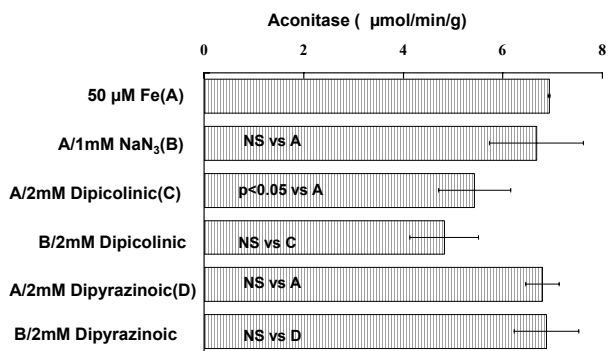 Aconitase ( µmol/min/g)
0 2 4 6 8
50 µM Fe(A)
A/1mM NaN₃(B) NS vs A
A/2mM Dipicolinic(C) p<0.05 vs A
B/2mM Dipicolinic NS vs C
A/2mM Dipyrazinoic(D) NS vs A
B/2mM Dipyrazinoic NS vs D